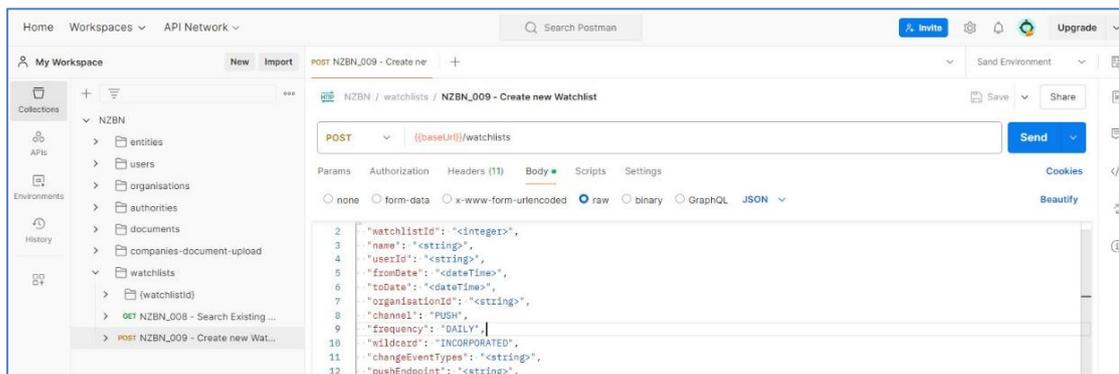 Home Workspaces API Network Search Postman Invite Upgrade
My Workspace New Import POST NZBN_009 - Create ne Sand Environment
Collections
APIs
Environments
History
NZBN
entities
users
organisations
authorities
documents
companies-document-upload
watchlists
{watchlistId}
GET NZBN_008 - Search Existing ...
POST NZBN_009 - Create new Wat...
HTTP NZBN / watchlists / NZBN_009 - Create new Watchlist Save Share
POST {{baseUrl}}/watchlists Send
Params Authorization Headers (11) Body Scripts Settings Cookies
none form-data x-www-form-urlencoded raw binary GraphQL JSON Beautify
2 "watchlistId": "<integer>",
3 "name": "<string>",
4 "userId": "<string>",
5 "fromDate": "<dateTime>",
6 "toDate": "<dateTime>",
7 "organisationId": "<string>",
8 "channel": "PUSH",
9 "frequency": "DAILY",
10 "wildcard": "INCORPORATED",
11 "changeEventTypes": "<string>",
12 "pushEndpoint": "<string>",